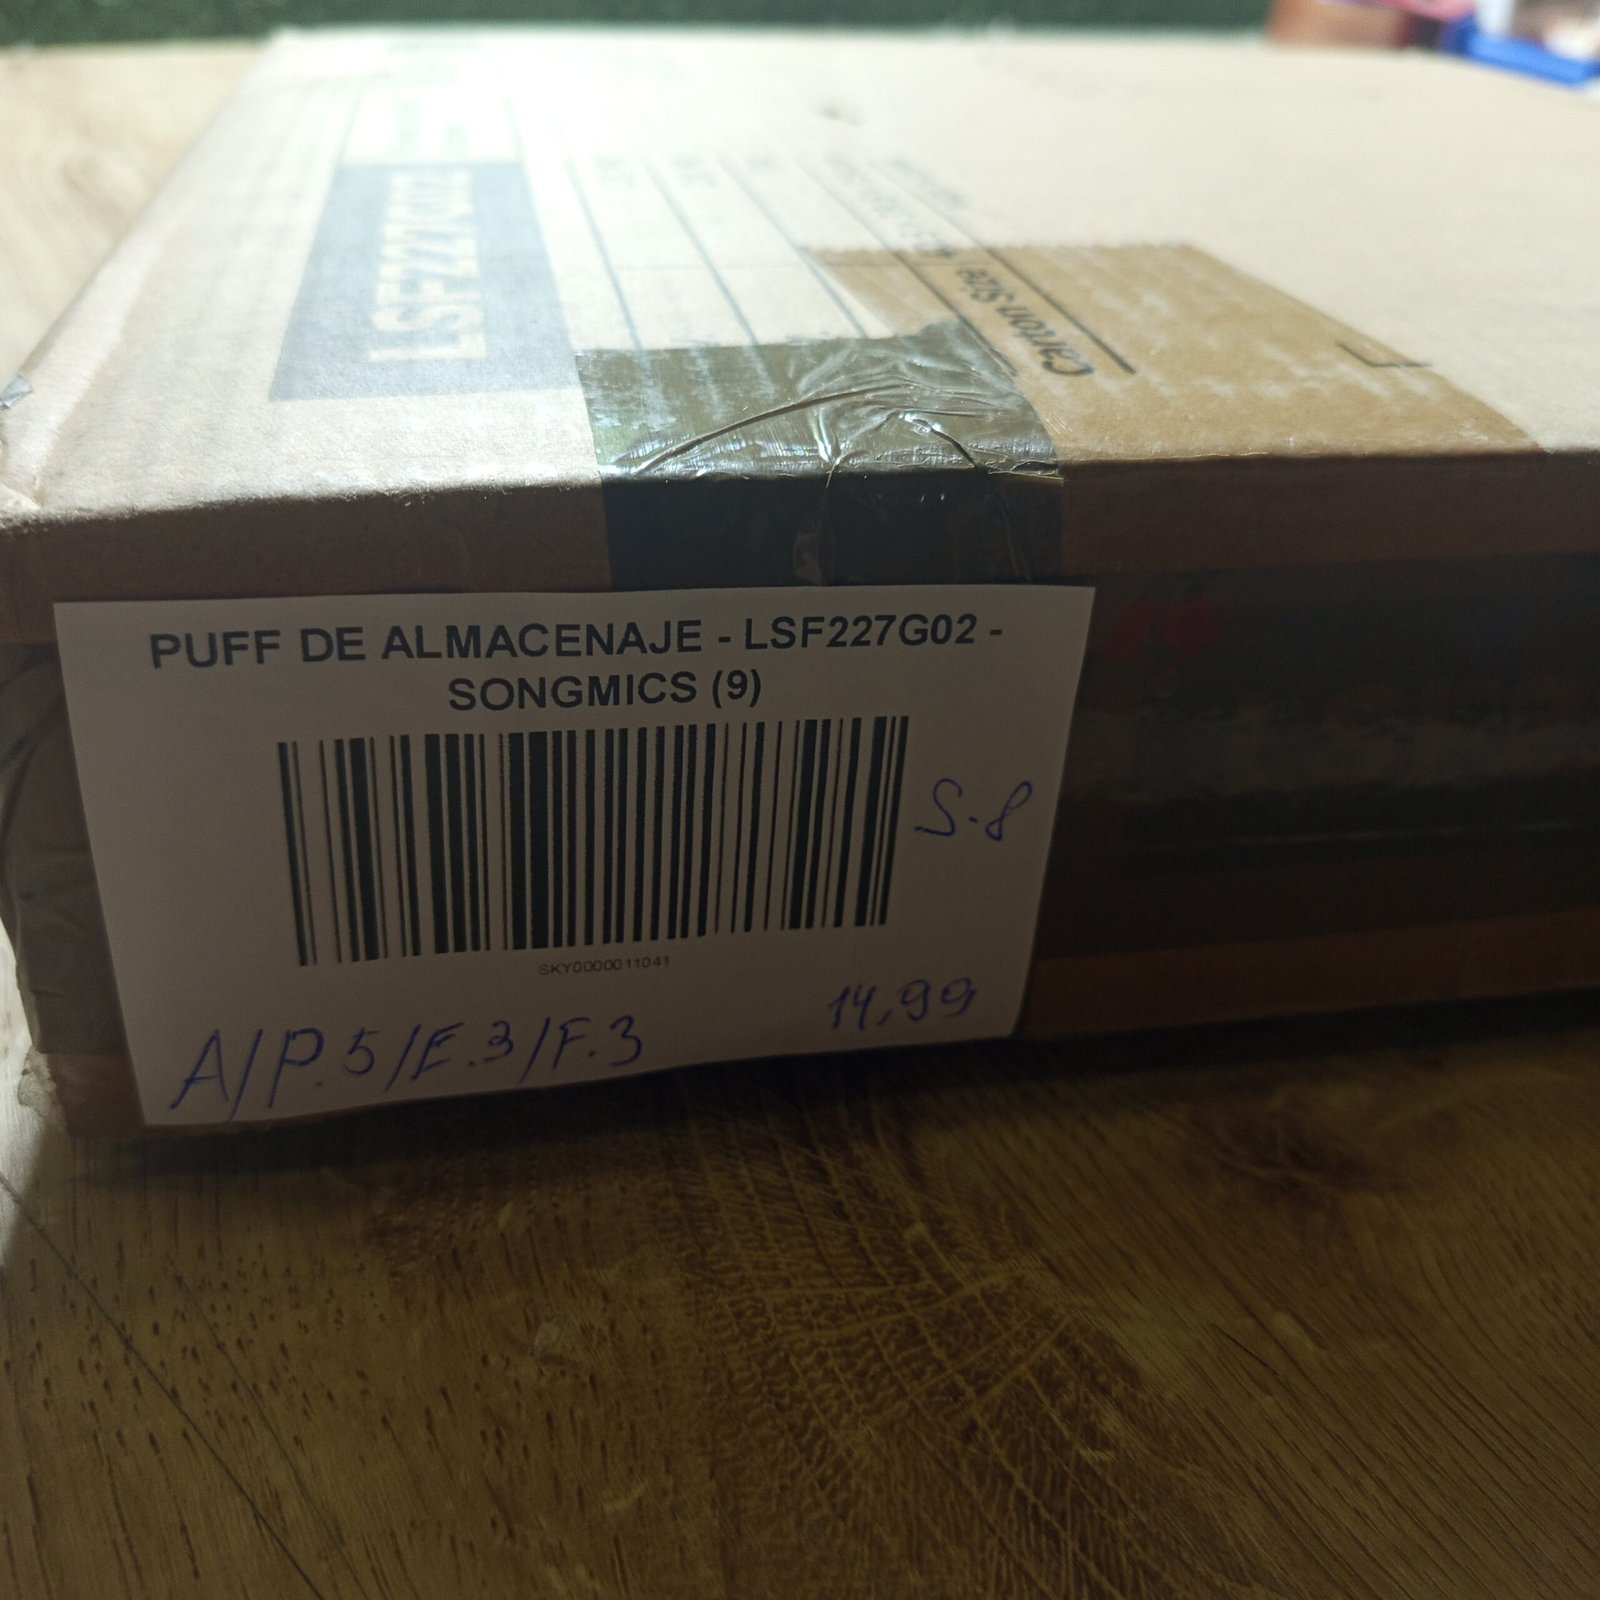 LSF227G02
Carton Size
PUFF DE ALMACENAJE - LSF227G02 -
SONGMICS (9)
S-8
SKY0000011041
14,99
A/P.5/E.3/F.3